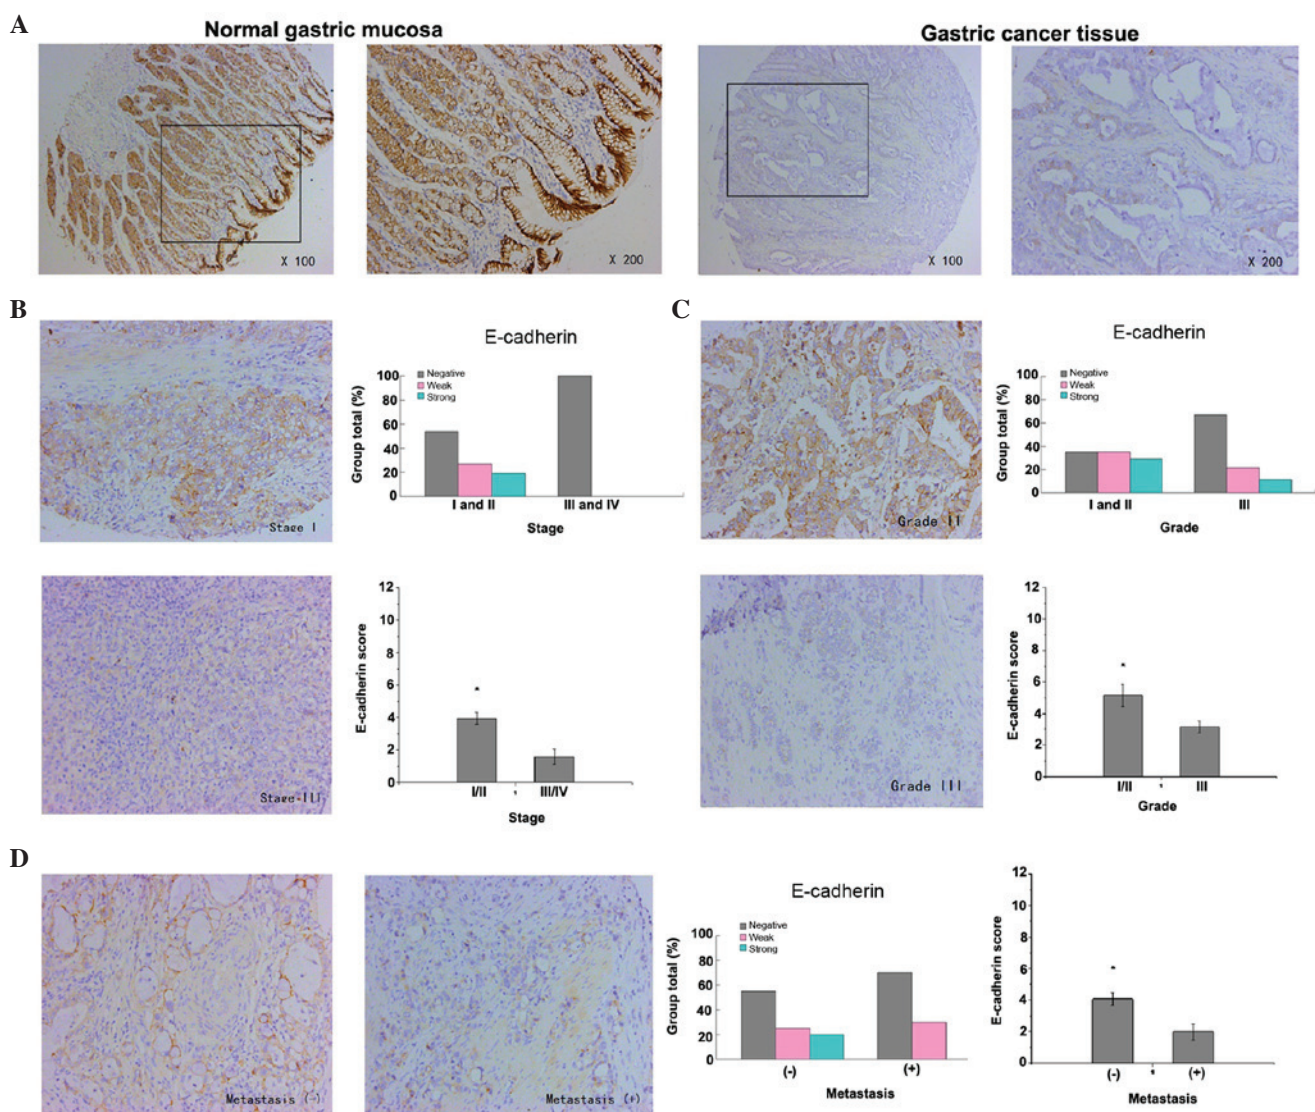 A
Normal gastric mucosa
Gastric cancer tissue
X 100
X 200
X 100
X 200
B
Stage I
E-cadherin
Negative
Weak
Strong
Group total (%)
100
80
60
40
20
0
I and II
III and IV
Stage
C
Grade II
E-cadherin
Negative
Weak
Strong
Group total (%)
100
80
60
40
20
0
I and II
III
Grade
Stage-III
E-cadherin score
12
10
8
6
4
2
0
*
I/II
III/IV
Stage
Grade III
E-cadherin score
12
10
8
6
4
2
0
*
I/II
III
Grade
D
Metastasis (-)
Metastasis (+)
E-cadherin
Negative
Weak
Strong
Group total (%)
100
80
60
40
20
0
(-)
(+)
Metastasis
E-cadherin score
12
10
8
6
4
2
0
*
(-)
(+)
Metastasis